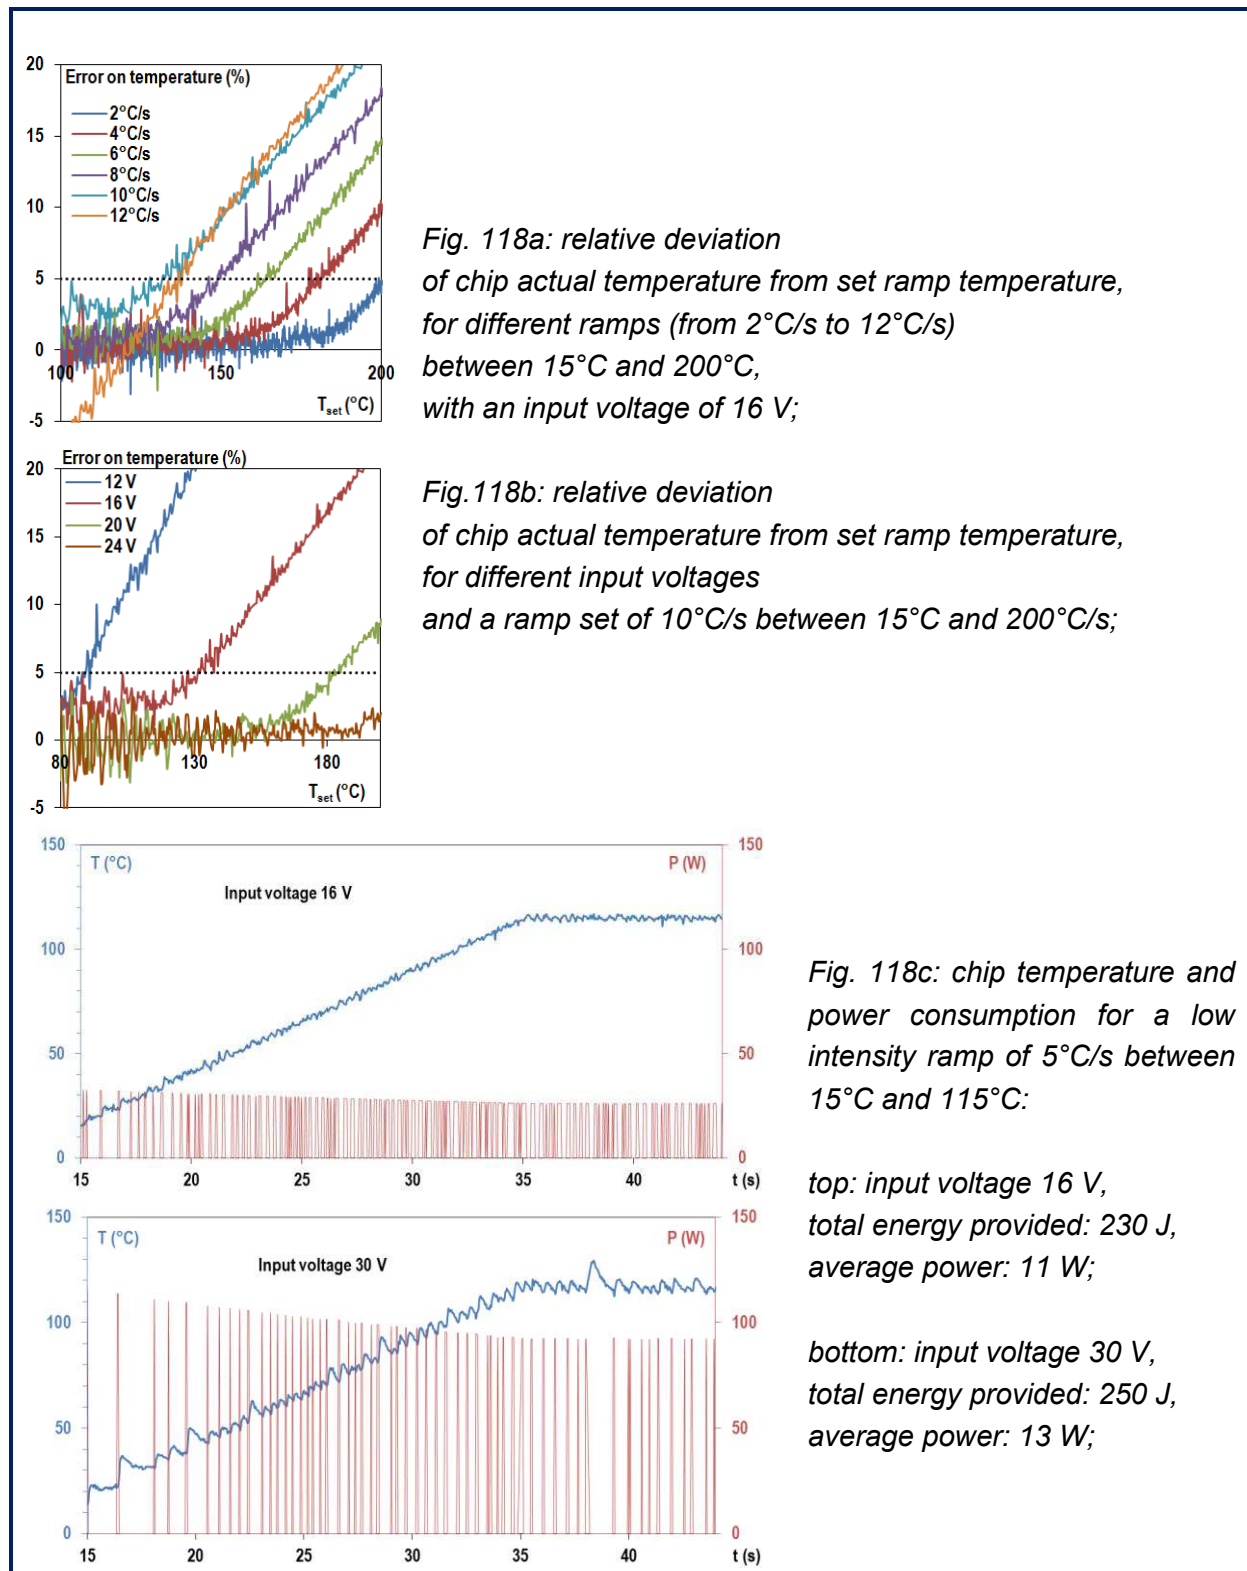 20
Error on temperature (%)
2°C/s
4°C/s
6°C/s
8°C/s
10°C/s
12°C/s
15
10
5
0
-5
100
150
200
Tset (°C)
Fig. 118a: relative deviation
of chip actual temperature from set ramp temperature,
for different ramps (from 2°C/s to 12°C/s)
between 15°C and 200°C,
with an input voltage of 16 V;
Error on temperature (%)
20
12 V
16 V
20 V
24 V
15
10
5
0
-5
80
130
180
Tset (°C)
Fig.118b: relative deviation
of chip actual temperature from set ramp temperature,
for different input voltages
and a ramp set of 10°C/s between 15°C and 200°C/s;
150
T (°C)
P (W)
150
Input voltage 16 V
100
100
50
50
0
0
15
20
25
30
35
40
t (s)
150
T (°C)
P (W)
150
Input voltage 30 V
100
100
50
50
0
0
15
20
25
30
35
40
t (s)
Fig. 118c: chip temperature and
power consumption for a low
intensity ramp of 5°C/s between
15°C and 115°C:
top: input voltage 16 V,
total energy provided: 230 J,
average power: 11 W;
bottom: input voltage 30 V,
total energy provided: 250 J,
average power: 13 W;